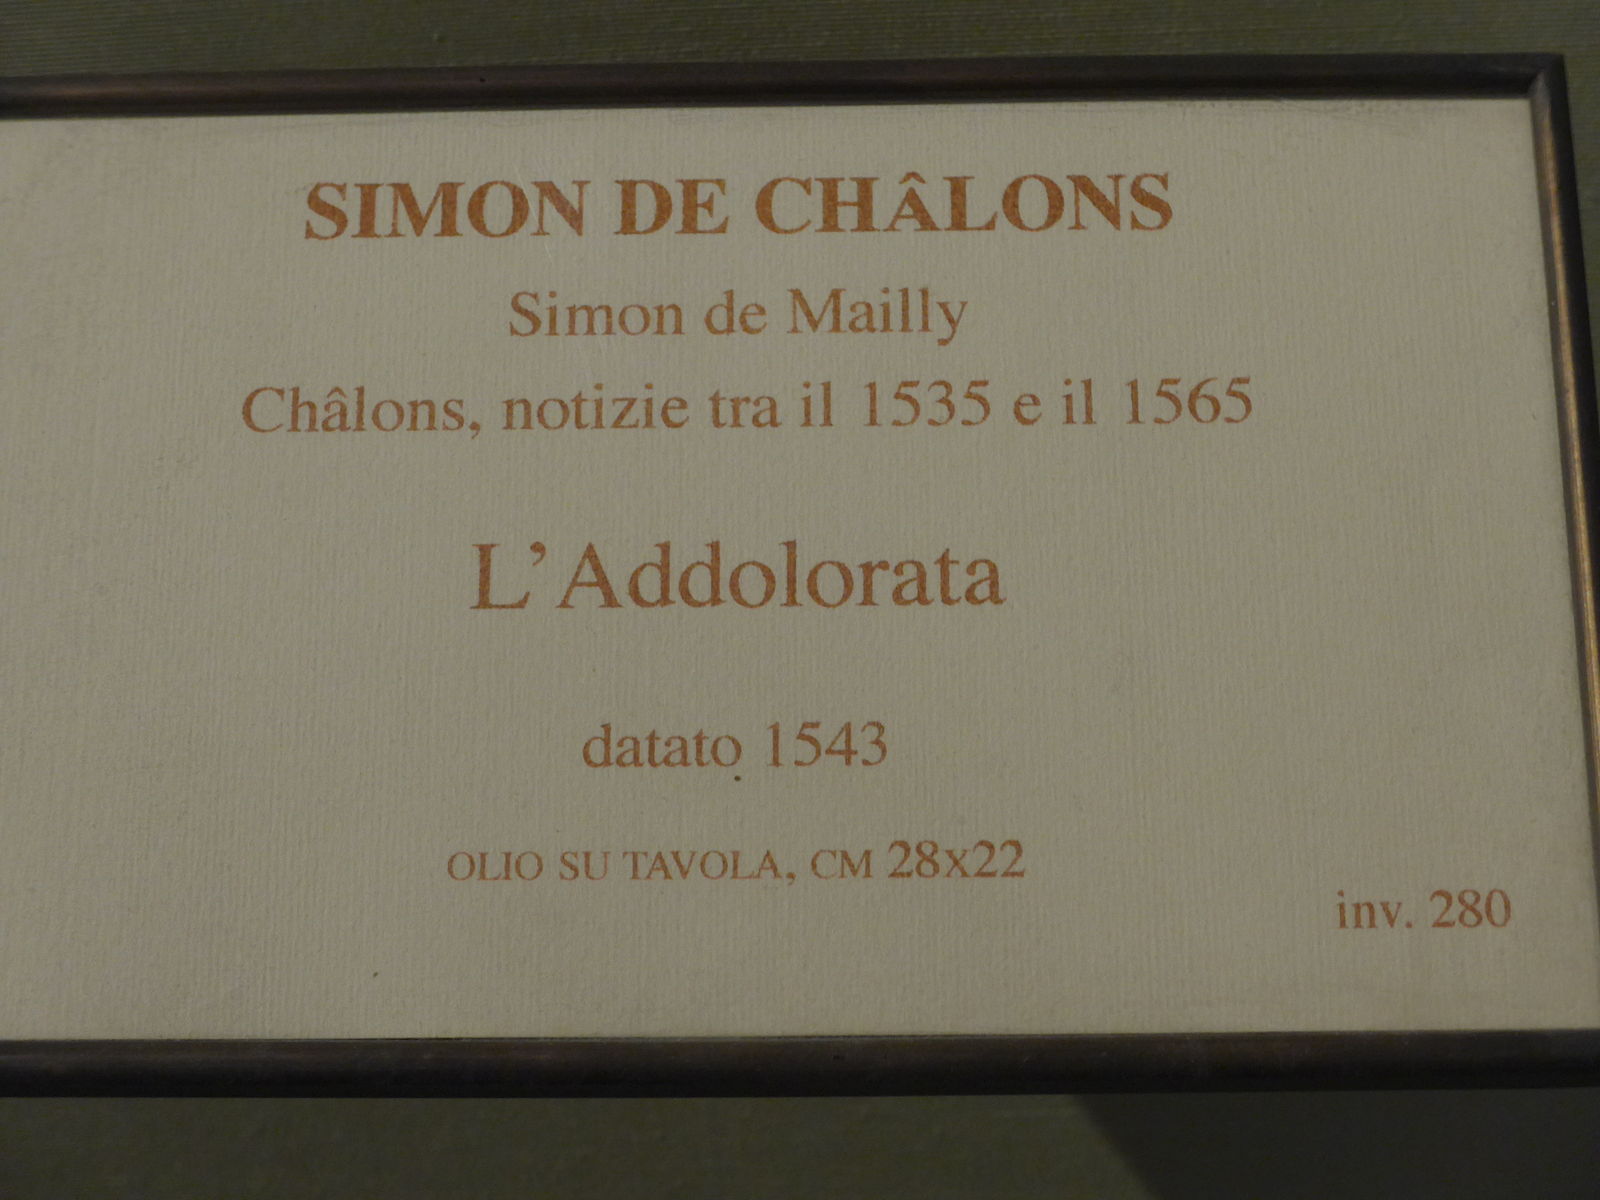 SIMON DE CHÂLONS
Simon de Mailly
Châlons, notizie tra il 1535 e il 1565
L'Addolorata
datato 1543
OLIO SU TAVOLA, CM 28X22
inv. 280